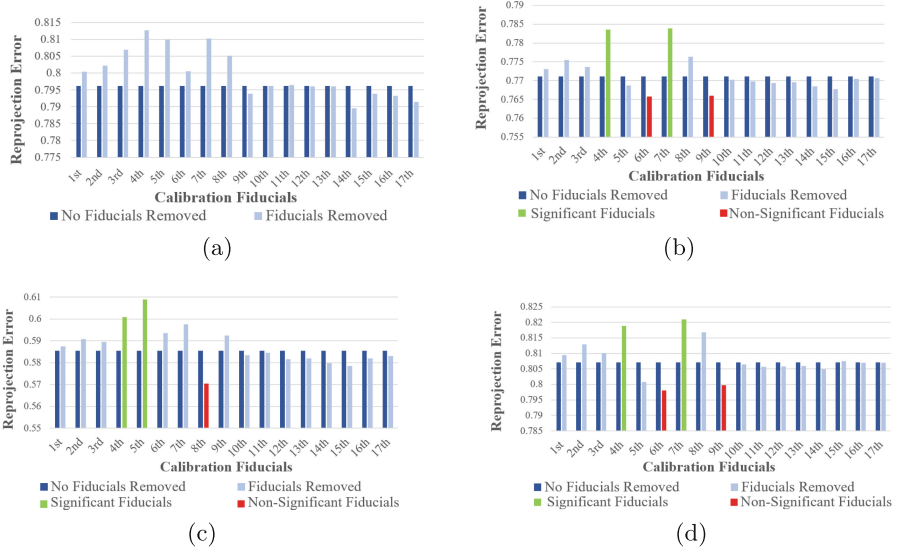 0.815
0.81
0.805
0.8
0.795
0.79
0.785
0.78
0.775
Reprojection Error
1st 2nd 3rd 4th 5th 6th 7th 8th 9th 10th 11th 12th 13th 14th 15th 16th 17th
Calibration Fiducials
No Fiducials Removed Fiducials Removed
(a)
0.79
0.785
0.78
0.775
0.77
0.765
0.76
0.755
Reprojection Error
1st 2nd 3rd 4th 5th 6th 7th 8th 9th 10th 11th 12th 13th 14th 15th 16th 17th
Calibration Fiducials
No Fiducials Removed Fiducials Removed
Significant Fiducials Non-Significant Fiducials
(b)
0.61
0.6
0.59
0.58
0.57
0.56
0.55
Reprojection Error
1st 2nd 3rd 4th 5th 6th 7th 8th 9th 10th 11th 12th 13th 14th 15th 16th 17th
Calibration Fiducials
No Fiducials Removed Fiducials Removed
Significant Fiducials Non-Significant Fiducials
(c)
0.825
0.82
0.815
0.81
0.805
0.8
0.795
0.79
0.785
Reprojection Error
1st 2nd 3rd 4th 5th 6th 7th 8th 9th 10th 11th 12th 13th 14th 15th 16th 17th
Calibration Fiducials
No Fiducials Removed Fiducials Removed
Significant Fiducials Non-Significant Fiducials
(d)